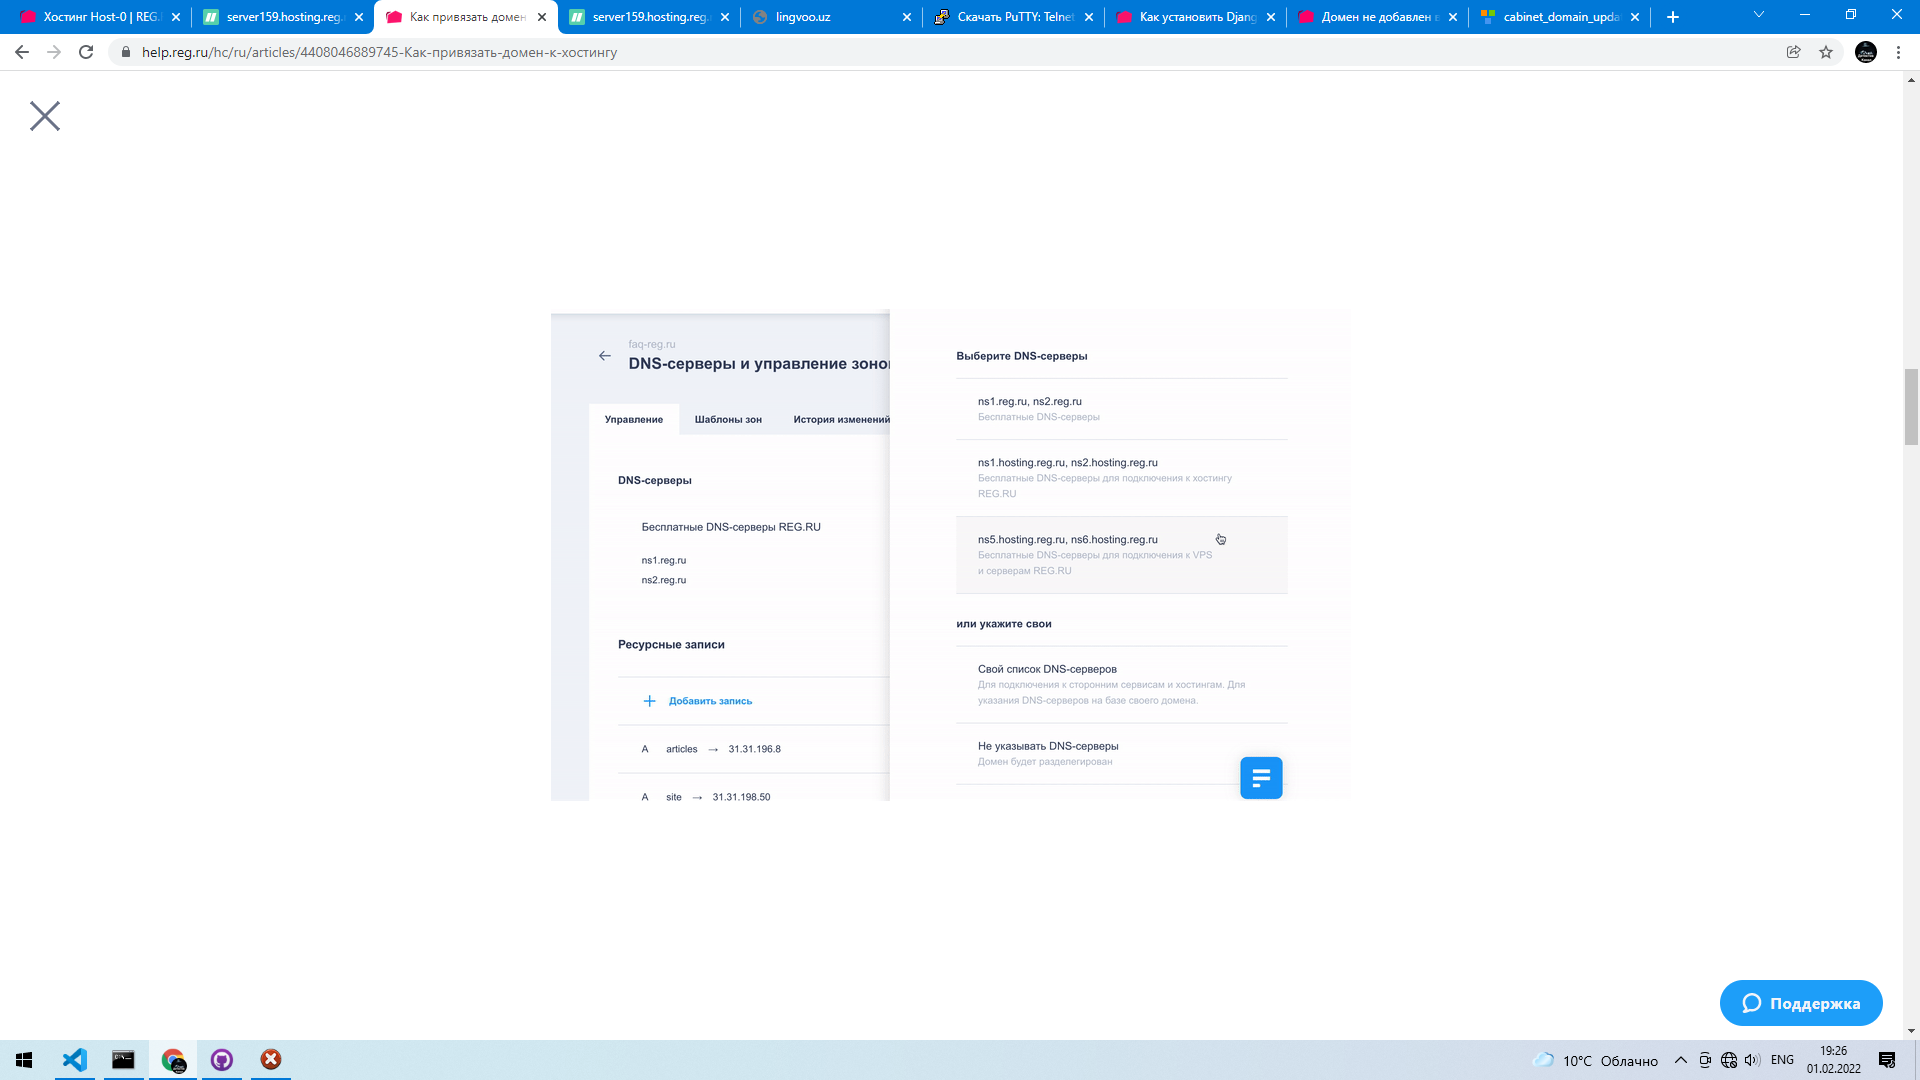 Хостинг Host-0 | REG.
server159.hosting.reg.
Как привязать домен
server159.hosting.reg.
lingvoo.uz
Скачать PuTTY: Telnet
Как установить Djang
Домен не добавлен в
cabinet_domain_upda
help.reg.ru/hc/ru/articles/4408046889745-Как-привязать-домен-к-хостингу
faq-reg.ru
DNS-серверы и управление зоно
Управление
Шаблоны зон
История изменений
DNS-серверы
Бесплатные DNS-серверы REG.RU
ns1.reg.ru
ns2.reg.ru
Ресурсные записи
Добавить запись
A articles → 31.31.196.8
A site → 31.31.198.50
Выберите DNS-серверы
ns1.reg.ru, ns2.reg.ru
Бесплатные DNS-серверы
ns1.hosting.reg.ru, ns2.hosting.reg.ru
Бесплатные DNS-серверы для подключения к хостингу
REG.RU
ns5.hosting.reg.ru, ns6.hosting.reg.ru
Бесплатные DNS-серверы для подключения к VPS
и серверам REG.RU
или укажите свои
Свой список DNS-серверов
Для подключения к сторонним сервисам и хостингам. Для
указания DNS-серверов на базе своего домена.
Не указывать DNS-серверы
Домен будет разделегирован
Поддержка
10°C Облачно
ENG
19:26
01.02.2022